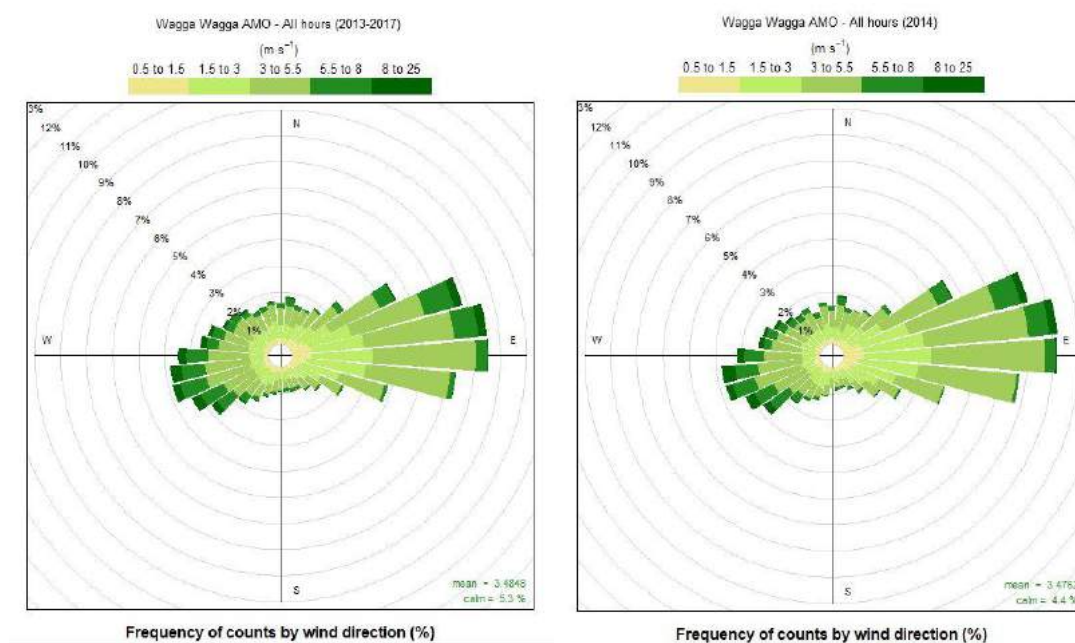 Wagga Wagga AMO - All hours (2013-2017)
(m s⁻¹)
0.5 to 1.5 1.5 to 3 3 to 5.5 5.5 to 8 8 to 25
3%
12%
11%
10%
9%
8%
7%
6%
5%
4%
3%
2%
1%
N
W
E
S
mean = 3.4848
calm = 5.3 %
Frequency of counts by wind direction (%)
Wagga Wagga AMO - All hours (2014)
(m s⁻¹)
0.5 to 1.5 1.5 to 3 3 to 5.5 5.5 to 8 8 to 25
3%
12%
11%
10%
9%
8%
7%
6%
5%
4%
3%
2%
1%
N
W
E
S
mean =
calm = 4.4 %
Frequency of counts by wind direction (%)